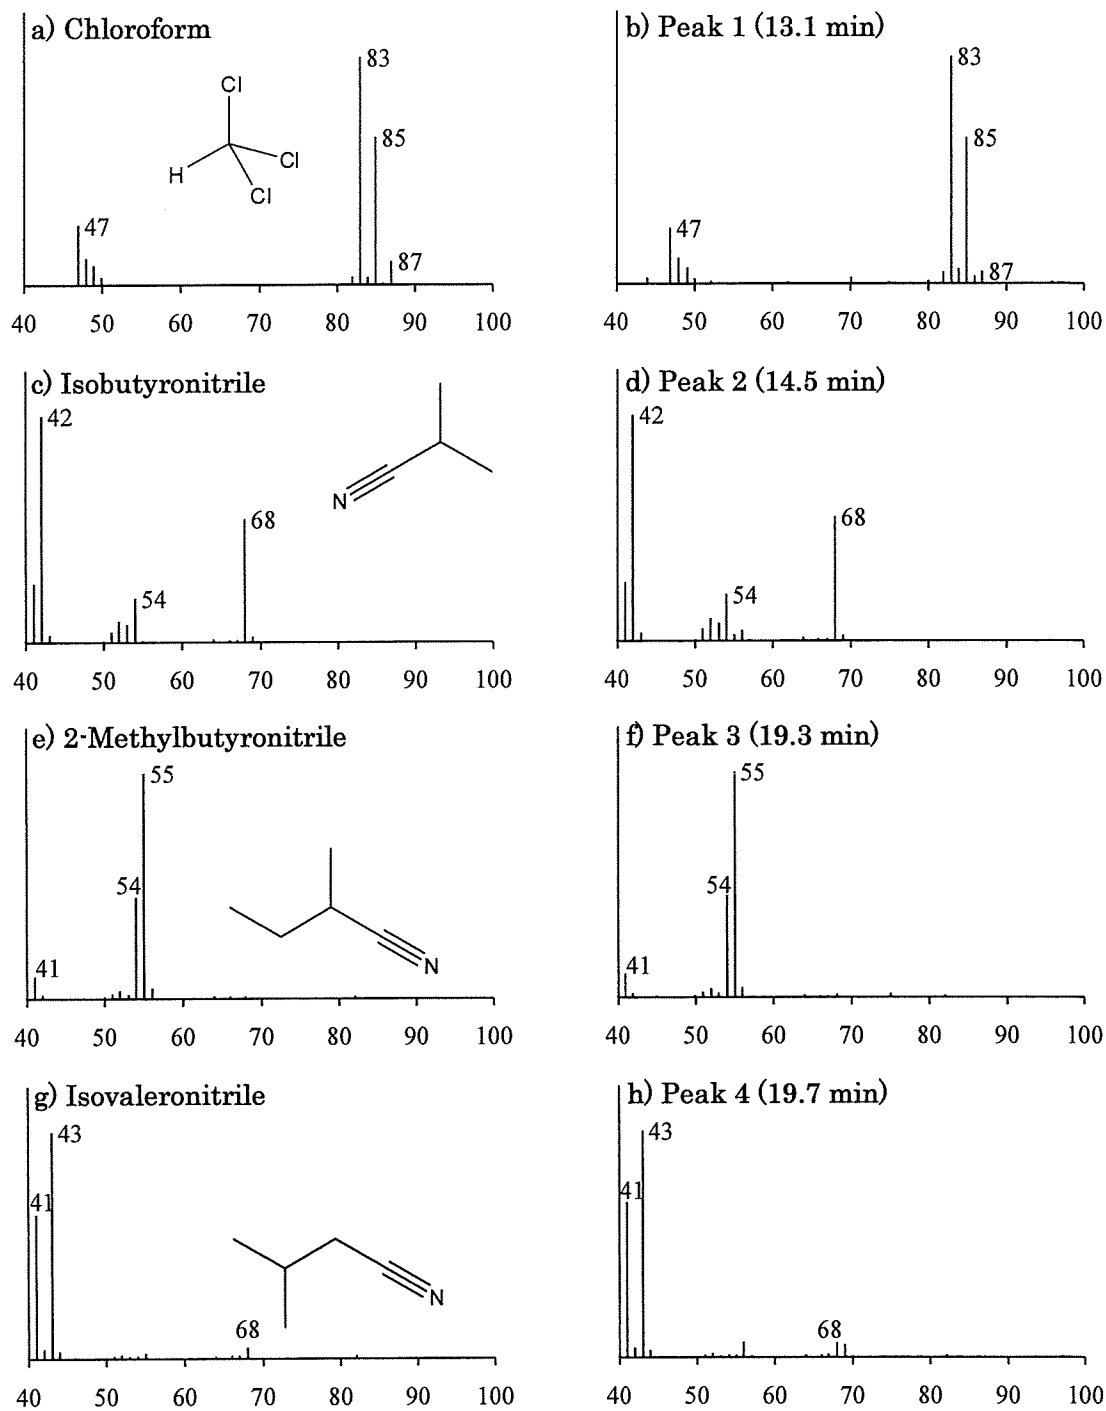 a) Chloroform
Cl
H
Cl
Cl
83
85
47
87
40 50 60 70 80 90 100
b) Peak 1 (13.1 min)
83
85
47
87
40 50 60 70 80 90 100
c) Isobutyronitrile
42
N
68
54
40 50 60 70 80 90 100
d) Peak 2 (14.5 min)
42
68
54
40 50 60 70 80 90 100
e) 2-Methylbutyronitrile
55
54
41
N
40 50 60 70 80 90 100
f) Peak 3 (19.3 min)
55
54
41
40 50 60 70 80 90 100
g) Isovaleronitrile
43
41
N
68
40 50 60 70 80 90 100
h) Peak 4 (19.7 min)
43
41
68
40 50 60 70 80 90 100